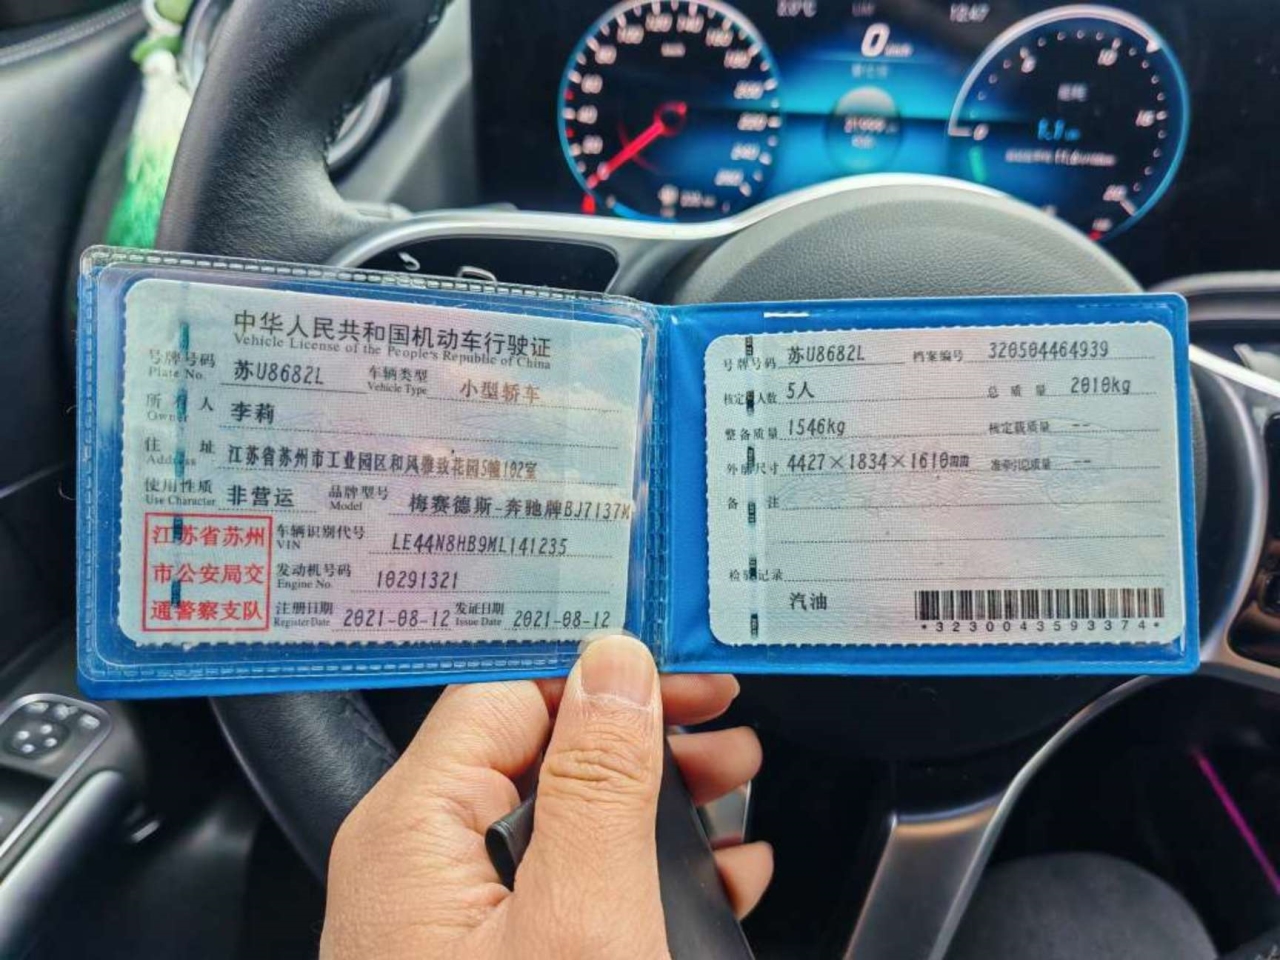 中华人民共和国机动车行驶证
Vehicle License of the People's Republic of China
号牌号码 苏U8682L 车辆类型 小型轿车
Plate No. Vehicle Type
所有人 李莉
Owner
住址 江苏省苏州市工业园区和风雅致花园5幢102室
Address
使用性质 非营运 品牌型号 梅赛德斯-奔驰牌BJ7137
Use Character Model
江苏省苏州
市公安局交
通警察支队
车辆识别代号 LE44N8HB9ML141235
VIN
发动机号码 10291321
Engine No.
注册日期 2021-08-12 发证日期 2021-08-12
Register Date Issue Date
号牌号码 苏U8682L 档案编号 320504464939
核定人数 5人 总质量 2010kg
整备质量 1546kg 核定载质量 --
外廓尺寸 4427×1834×1610 准牵引总质量 --
备注
检验记录
汽油
*3230043593374*
0
12:47